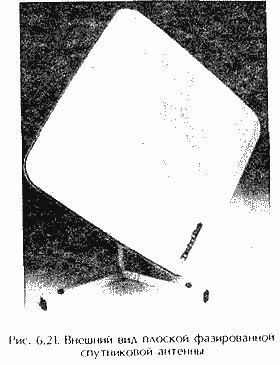 Рис. 6.21. Внешний вид плоской фазированной
спутниковой антенны